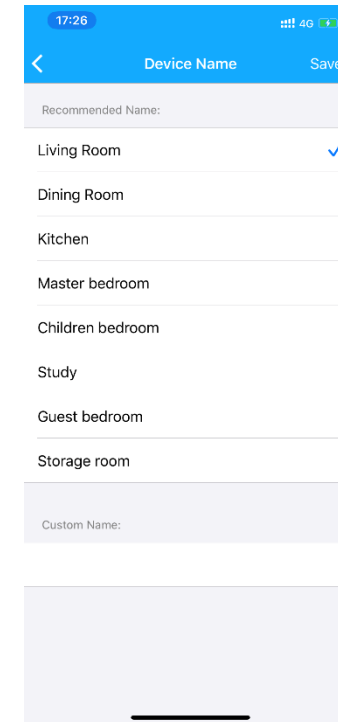 17:26
4G
Device Name
Save
Recommended Name:
Living Room
Dining Room
Kitchen
Master bedroom
Children bedroom
Study
Guest bedroom
Storage room
Custom Name: